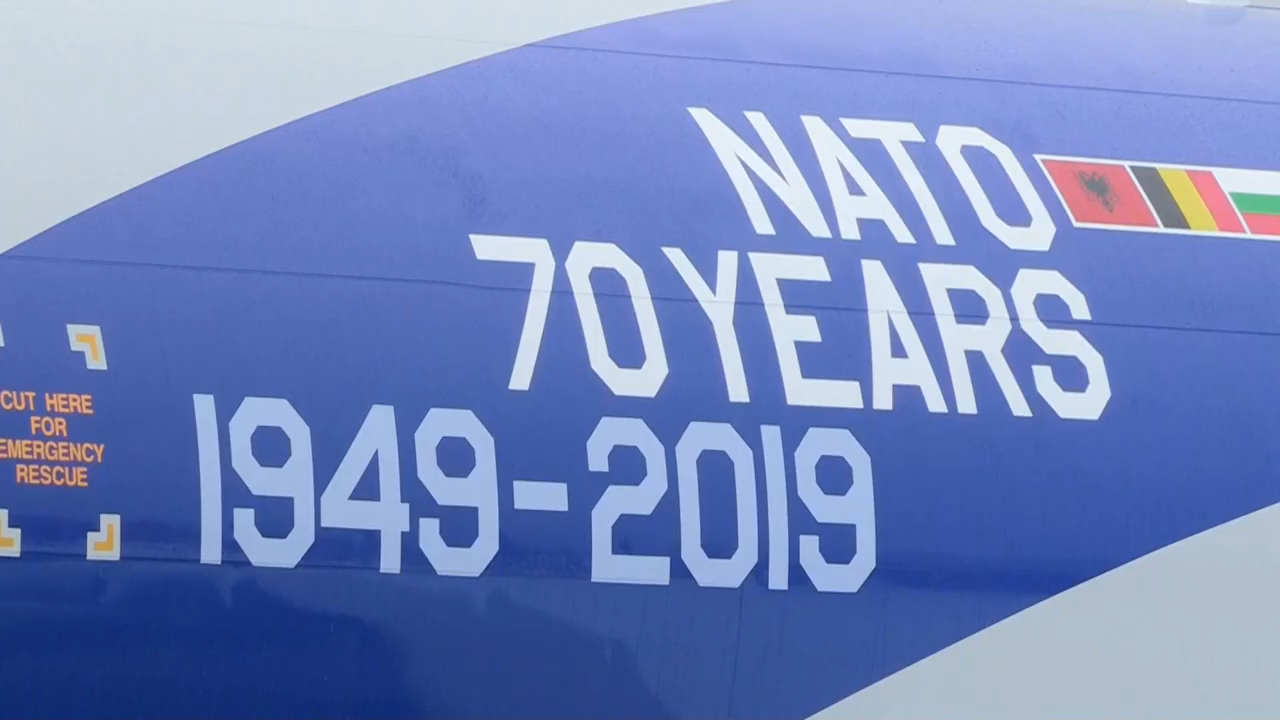 NATO
70 YEARS
1949-2019
CUT HERE
FOR
EMERGENCY
RESCUE